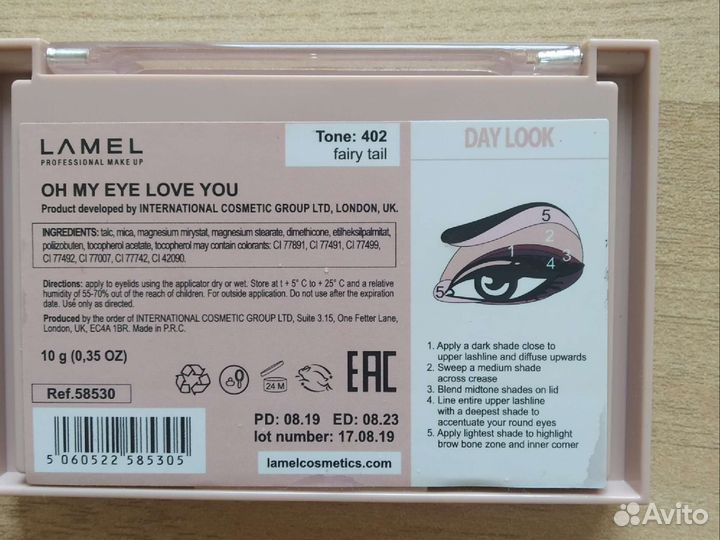 LAMEL
PROFESSIONAL MAKE UP
Tone: 402
fairy tail
OH MY EYE LOVE YOU
Product developed by INTERNATIONAL COSMETIC GROUP LTD, LONDON, UK.
INGREDIENTS: talc, mica, magnesium miristat, magnesium stearate, dimethicone, etilheksilpalmitat,
poliizobuten, tocopherol acetate, tocopherol may contain colorants: CI 77891, CI 77491, CI 77499,
CI 77492, CI 77007, CI 77742, CI 42090.
Directions: apply to eyelids using the applicator dry or wet. Store at t + 5° C to + 25° C and a relative
humidity of 55-70% out of the reach of children. For outside application. Do not use after the expiration
date. Use only as directed.
Produced by the order of INTERNATIONAL COSMETIC GROUP LTD, Suite 3.15, One Fetter Lane,
London, UK, EC4A 1BR. Made in P.R.C.
10 g (0,35 OZ)
24 M
EAC
Ref.58530
5 060522 585305
PD: 08.19 ED: 08.23
lot number: 17.08.19
lamelcosmetics.com
DAY LOOK
5
2
1
3
4
5
1. Apply a dark shade close to
upper lashline and diffuse upwards
2. Sweep a medium shade
across crease
3. Blend midtone shades on lid
4. Line entire upper lashline
with a deepest shade to
accentuate your round eyes
5. Apply lightest shade to highlight
brow bone zone and inner corner
Avito